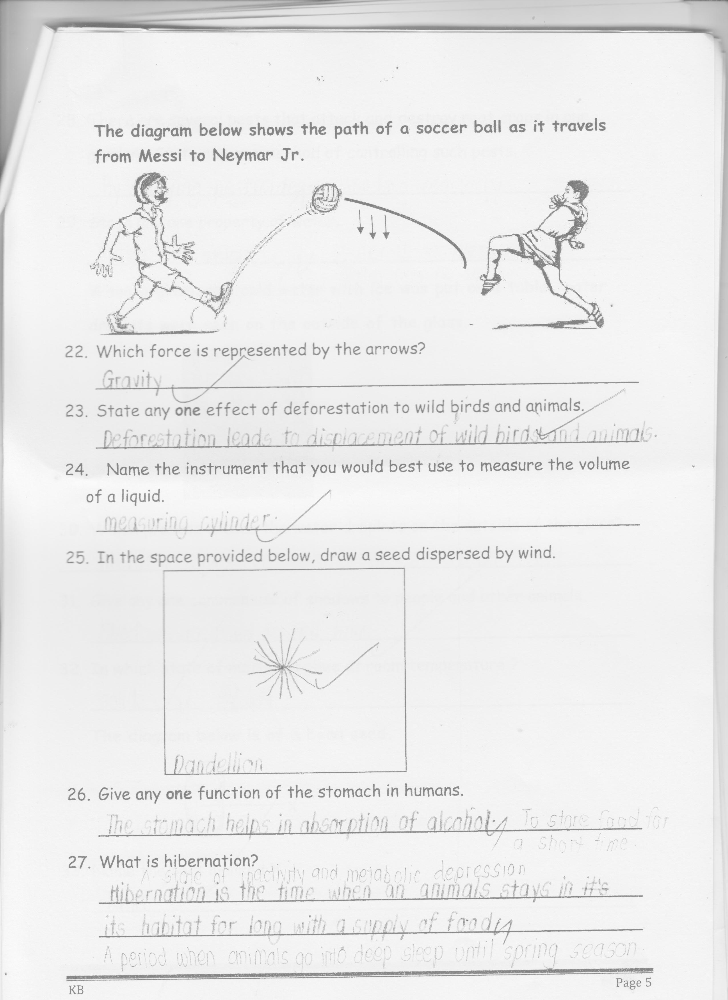 The diagram below shows the path of a soccer ball as it travels
from Messi to Neymar Jr.
22. Which force is represented by the arrows?
Gravity
23. State any one effect of deforestation to wild birds and animals.
Deforestation leads to displacement of wild birds and animals.
24. Name the instrument that you would best use to measure the volume
of a liquid.
measuring cylinder.
25. In the space provided below, draw a seed dispersed by wind.
Dandellion
26. Give any one function of the stomach in humans.
The stomach helps in absorption of alcohol. To store food for
a short time.
27. What is hibernation?
A state of inactivity and metabolic depression
Hibernation is the time when an animals stays in it's
its habitat for long with a supply of food
A period when animals go into deep sleep until spring season.
KB Page 5